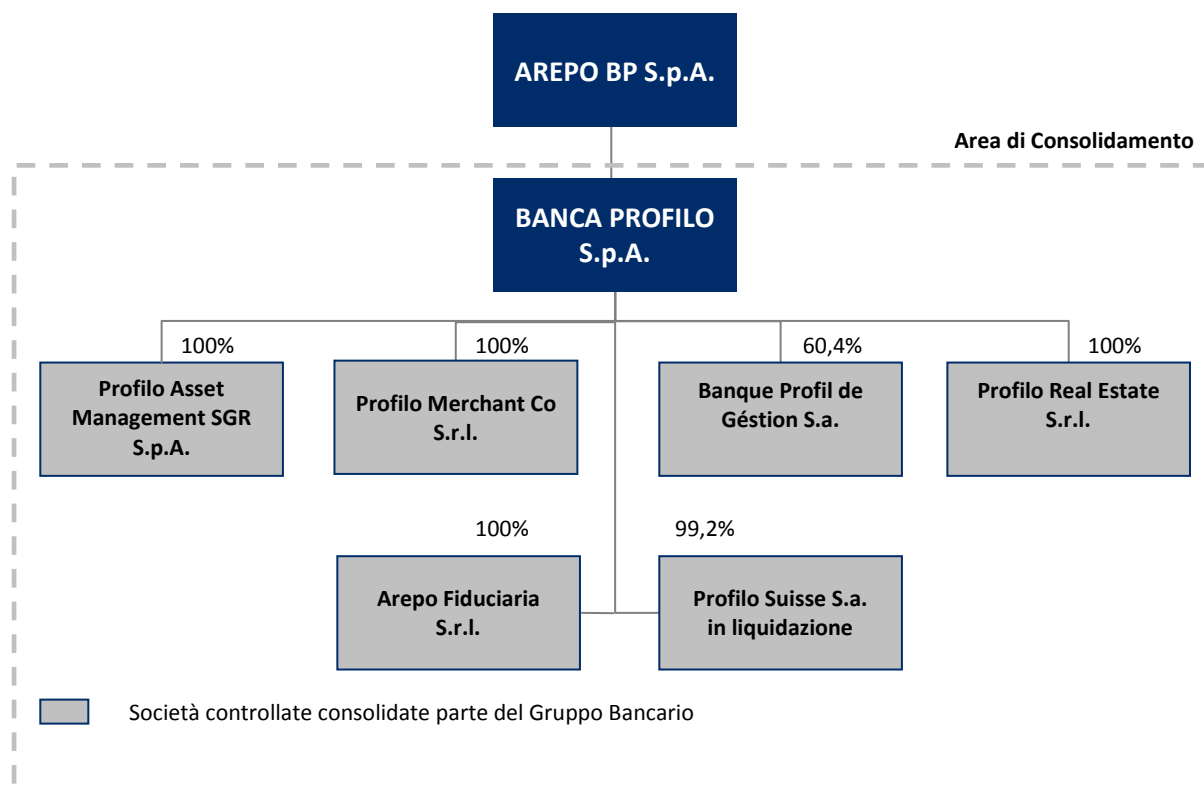 AREPO BP S.p.A.
Area di Consolidamento
BANCA PROFILO
S.p.A.
100%
100%
60,4%
100%
Profilo Asset
Management SGR
S.p.A.
Profilo Merchant Co
S.r.l.
Banque Profil de
Géstion S.a.
Profilo Real Estate
S.r.l.
100%
99,2%
Arepo Fiduciaria
S.r.l.
Profilo Suisse S.a.
in liquidazione
Società controllate consolidate parte del Gruppo Bancario